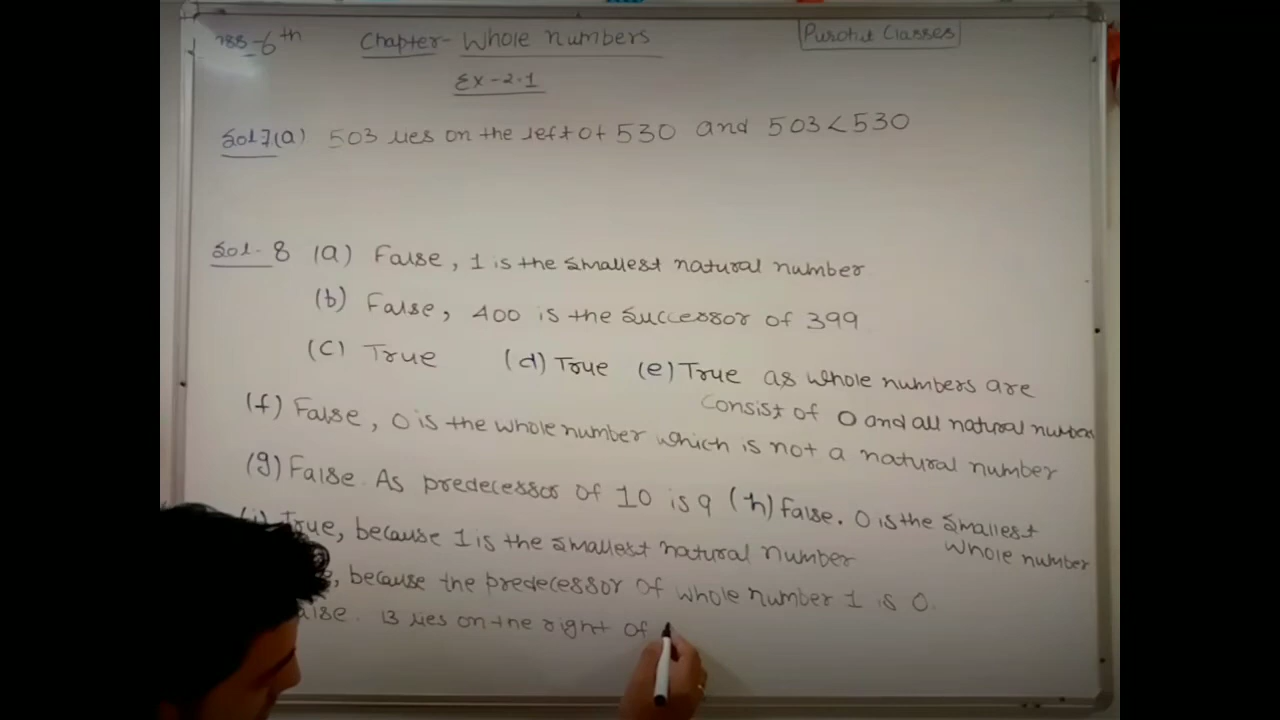 6th Chapter- Whole numbers Purohit Classes
Ex-2.1
Sol 7(a) 503 lies on the left of 530 and 503<530
Sol-8 (a) False, 1 is the smallest natural number
(b) False, 400 is the successor of 399
(c) True (d) True (e) True as whole numbers are
consist of 0 and all natural numbers
(f) False, 0 is the whole number which is not a natural number
(g) False. As predecessor of 10 is 9 (h) False. 0 is the smallest
whole number
(i) True, because 1 is the smallest natural number
because the predecessor of whole number 1 is 0.
13 lies on the right of